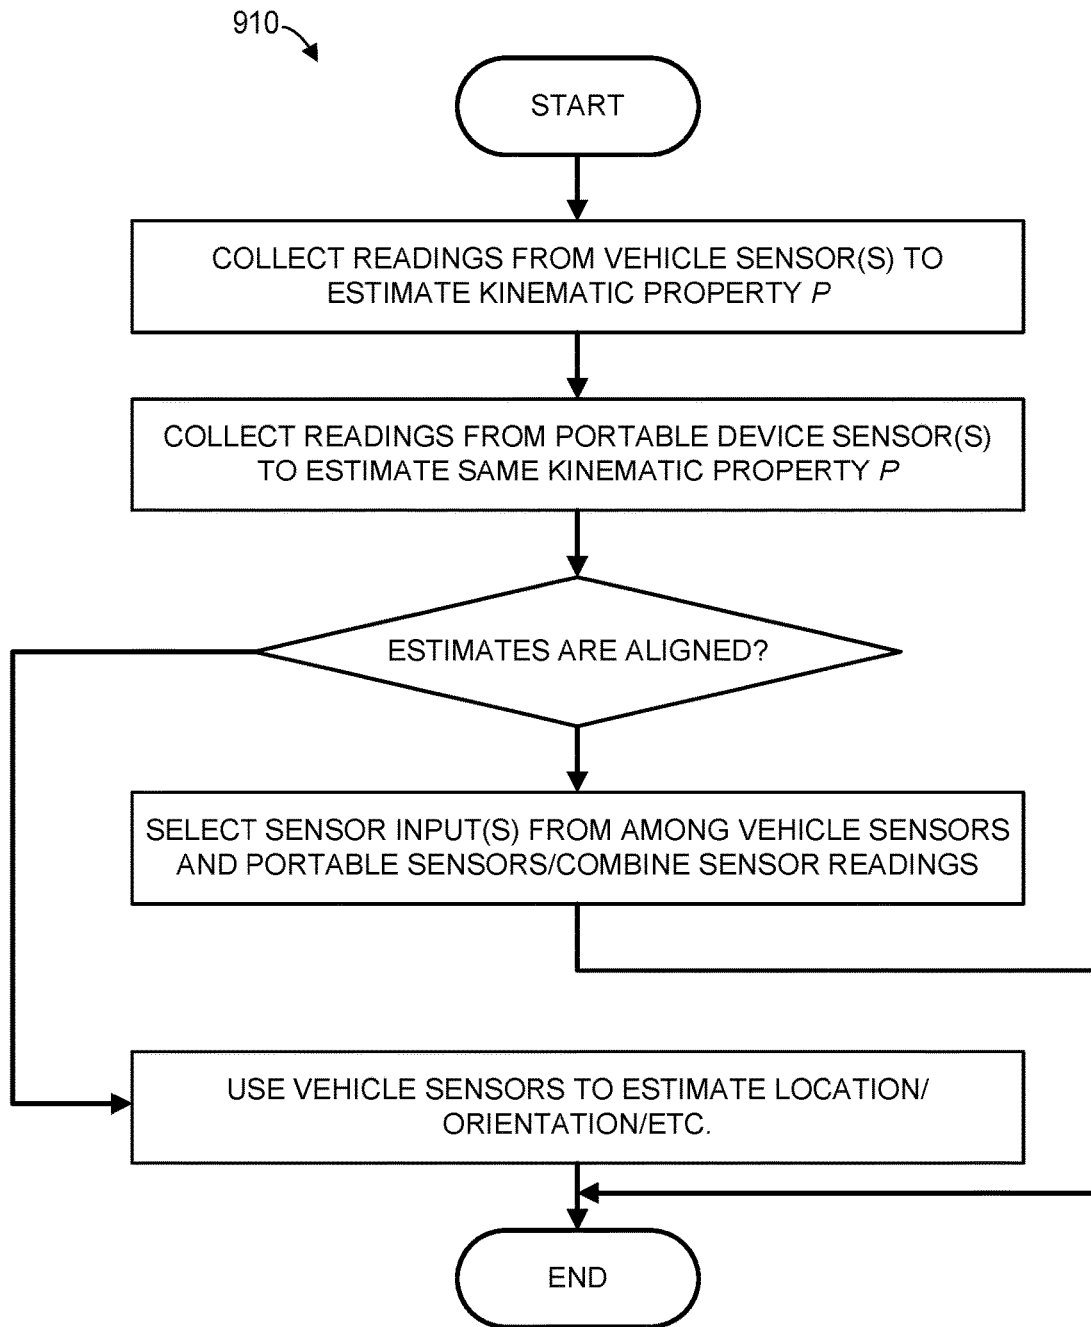 910
START
COLLECT READINGS FROM VEHICLE SENSOR(S) TO
ESTIMATE KINEMATIC PROPERTY P
COLLECT READINGS FROM PORTABLE DEVICE SENSOR(S)
TO ESTIMATE SAME KINEMATIC PROPERTY P
ESTIMATES ARE ALIGNED?
SELECT SENSOR INPUT(S) FROM AMONG VEHICLE SENSORS
AND PORTABLE SENSORS/COMBINE SENSOR READINGS
USE VEHICLE SENSORS TO ESTIMATE LOCATION/
ORIENTATION/ETC.
END